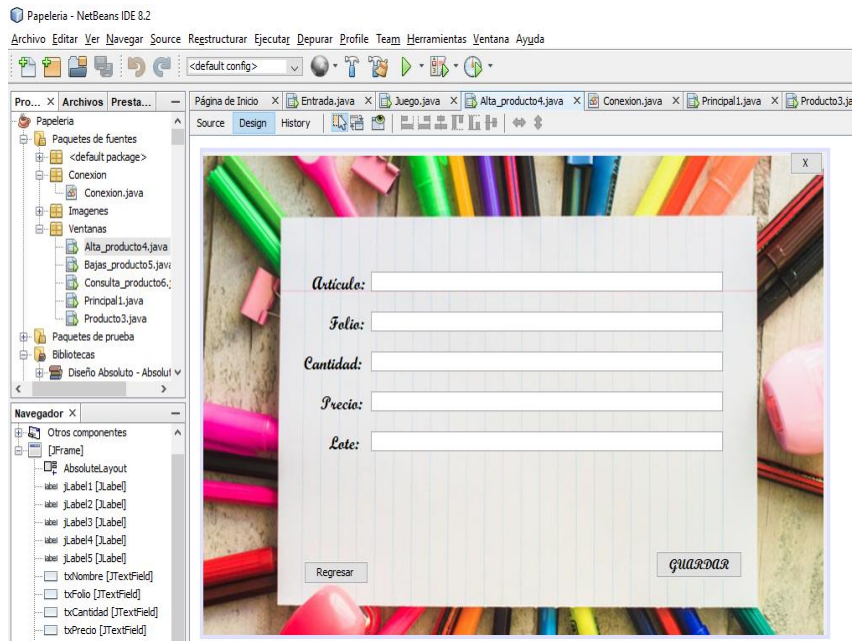 Papeleria - NetBeans IDE 8.2
Archivo Editar Ver Navegar Source Reestructurar Ejecutar Depurar Profile Team Herramientas Ventana Ayuda
<default config>
Pro... X Archivos Presta... –
Página de Inicio X Entrada.java X Juego.java X Alta_producto4.java X Conexion.java X Principal1.java X Producto3.ja
Source Design History
Papeleria
Paquetes de fuentes
<default package>
Conexion
Conexion.java
Imagenes
Ventanas
Alta_producto4.java
Bajas_producto5.java
Consulta_producto6.j
Principal1.java
Producto3.java
Paquetes de prueba
Bibliotecas
Diseño Absoluto - Absolut
Navegador X –
Otros componentes
[JFrame]
AbsoluteLayout
label jLabel1 [JLabel]
label jLabel2 [JLabel]
label jLabel3 [JLabel]
label jLabel4 [JLabel]
label jLabel5 [JLabel]
txNombre [JTextField]
txFolio [JTextField]
txCantidad [JTextField]
txPrecio [JTextField]
X
Artículo:
Folio:
Cantidad:
Precio:
Lote:
Regresar
GUARDAR